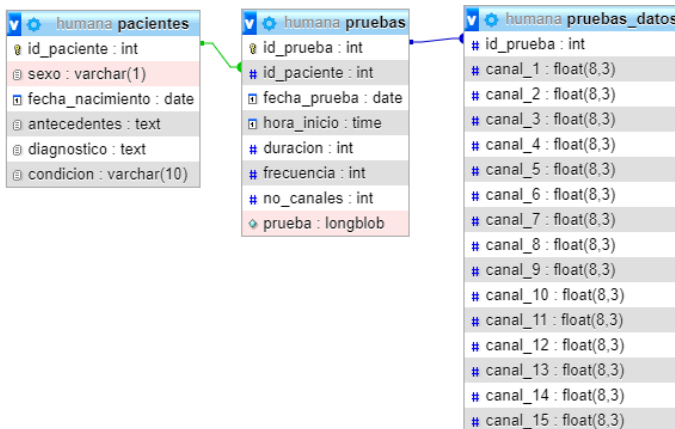 humana pacientes
id_paciente : int
sexo : varchar(1)
fecha_nacimiento : date
antecedentes : text
diagnostico : text
condicion : varchar(10)
humana pruebas
id_prueba : int
id_paciente : int
fecha_prueba : date
hora_inicio : time
duracion : int
frecuencia : int
no_canales : int
prueba : longblob
humana pruebas_datos
id_prueba : int
canal_1 : float(8,3)
canal_2 : float(8,3)
canal_3 : float(8,3)
canal_4 : float(8,3)
canal_5 : float(8,3)
canal_6 : float(8,3)
canal_7 : float(8,3)
canal_8 : float(8,3)
canal_9 : float(8,3)
canal_10 : float(8,3)
canal_11 : float(8,3)
canal_12 : float(8,3)
canal_13 : float(8,3)
canal_14 : float(8,3)
canal_15 : float(8,3)